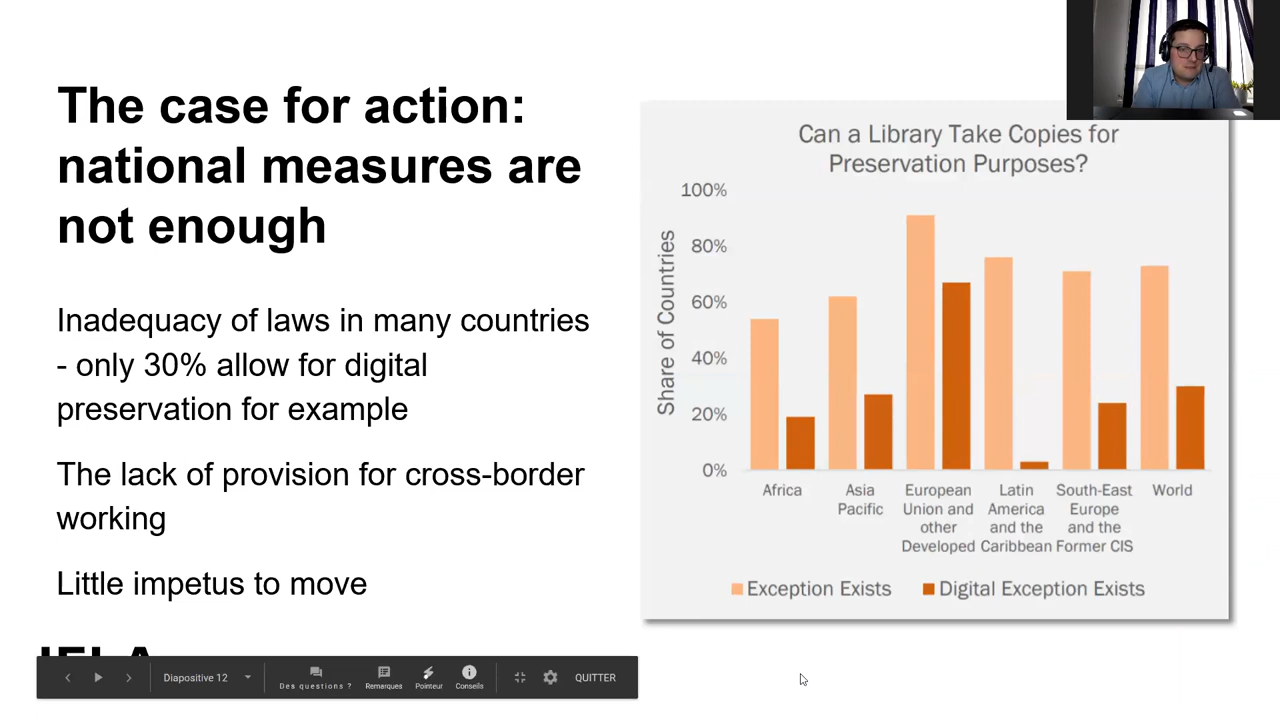 The case for action:
national measures are
not enough
Inadequacy of laws in many countries
- only 30% allow for digital
preservation for example
The lack of provision for cross-border
working
Little impetus to move
Can a Library Take Copies for
Preservation Purposes?
Share of Countries
100%
80%
60%
40%
20%
0%
Africa
Asia
Pacific
European
Union and
other
Developed
Latin
America
and the
Caribbean
South-East
Europe
and the
Former CIS
World
Exception Exists
Digital Exception Exists
Diapositive 12
Des questions ?
Remarques
Pointeur
Conseils
QUITTER